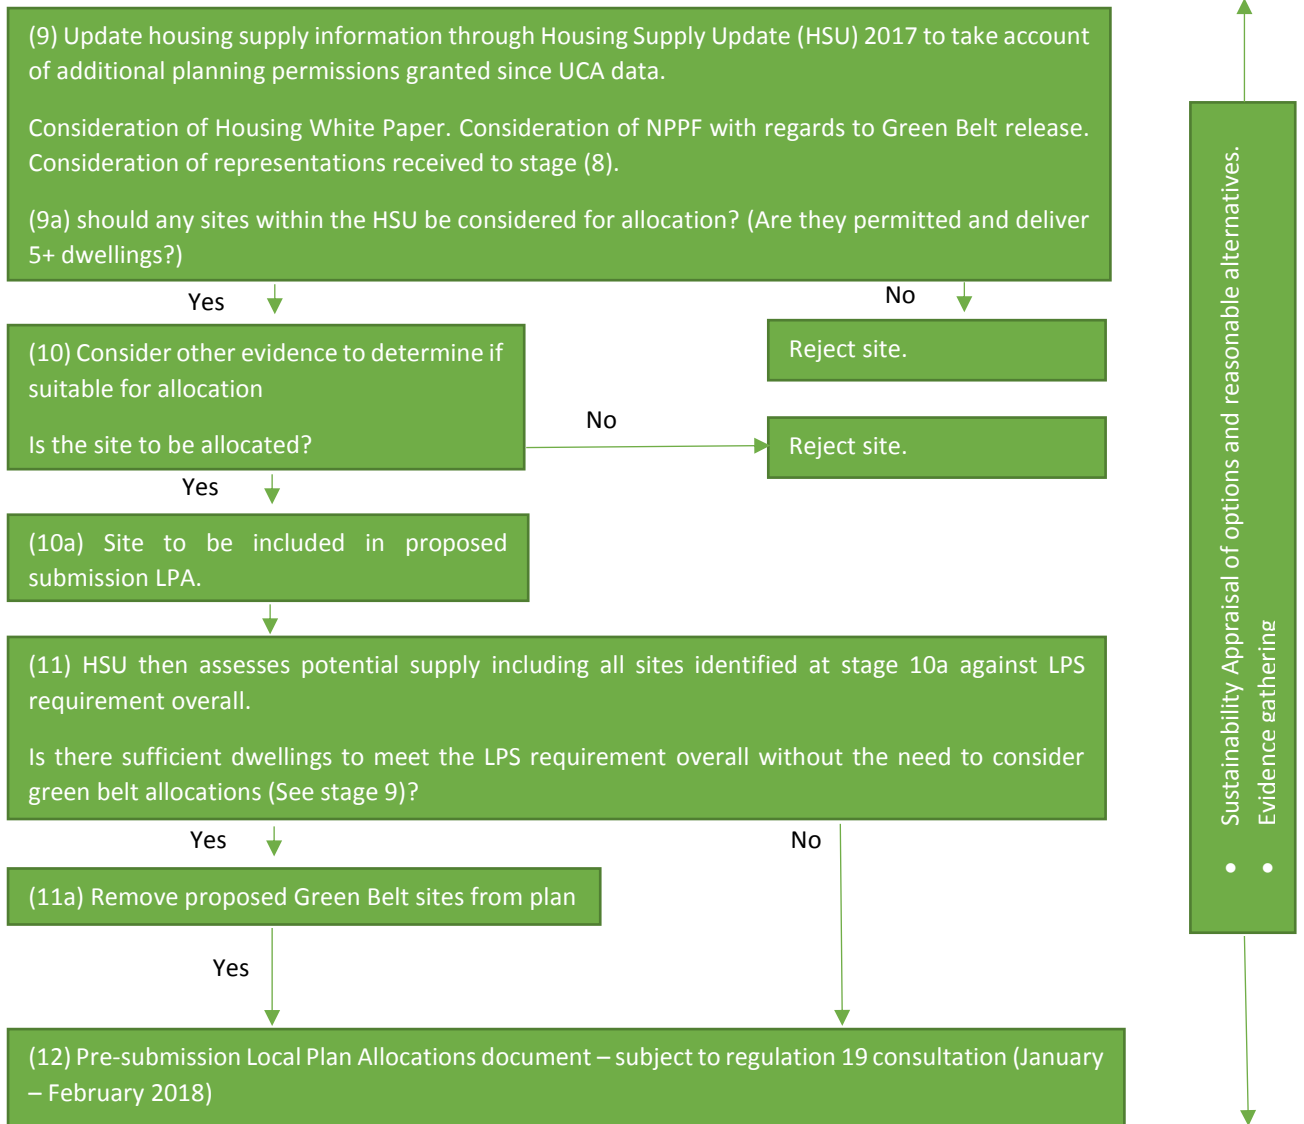 (9) Update housing supply information through Housing Supply Update (HSU) 2017 to take account
of additional planning permissions granted since UCA data.
Consideration of Housing White Paper. Consideration of NPPF with regards to Green Belt release.
Consideration of representations received to stage (8).
(9a) should any sites within the HSU be considered for allocation? (Are they permitted and deliver
5+ dwellings?)
Yes
No
(10) Consider other evidence to determine if
suitable for allocation
Is the site to be allocated?
Reject site.
No
Reject site.
Yes
(10a) Site to be included in proposed
submission LPA.
(11) HSU then assesses potential supply including all sites identified at stage 10a against LPS
requirement overall.
Is there sufficient dwellings to meet the LPS requirement overall without the need to consider
green belt allocations (See stage 9)?
Yes
No
(11a) Remove proposed Green Belt sites from plan
Yes
(12) Pre-submission Local Plan Allocations document – subject to regulation 19 consultation (January
– February 2018)
• Sustainability Appraisal of options and reasonable alternatives.
• Evidence gathering